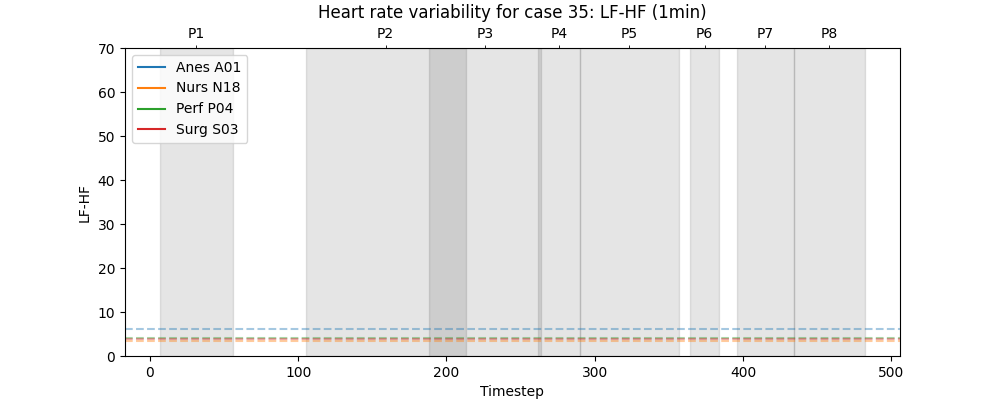 Heart rate variability for case 35: LF-HF (1min)
P1 P2 P3 P4 P5 P6 P7 P8
70
60
50
40
30
20
10
0
LF-HF
Anes A01
Nurs N18
Perf P04
Surg S03
0 100 200 300 400 500
Timestep